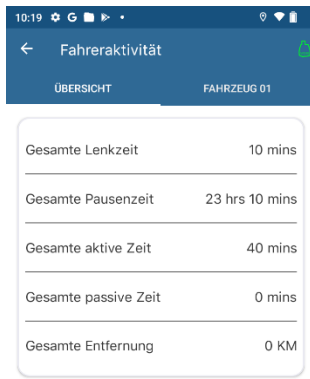 10:19 G
Fahreraktivität
ÜBERSICHT FAHRZEUG 01
Gesamte Lenkzeit 10 mins
Gesamte Pausenzeit 23 hrs 10 mins
Gesamte aktive Zeit 40 mins
Gesamte passive Zeit 0 mins
Gesamte Entfernung 0 KM